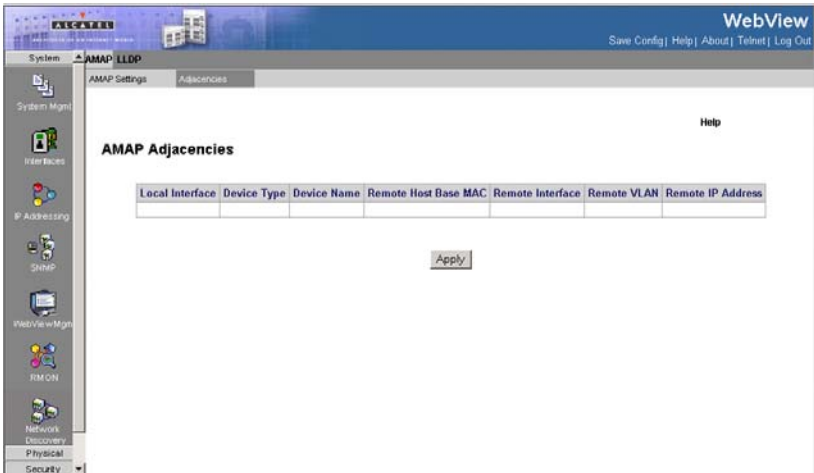 ALCATEL
WebView
Save Config | Help | About | Telnet | Log Out
System
AMAP LLDP
AMAP Settings Adjacencies
System Mgmt
Help
AMAP Adjacencies
Interfaces
Local Interface Device Type Device Name Remote Host Base MAC Remote Interface Remote VLAN Remote IP Address
IP Addressing
Apply
SNMP
WebViewMgm
RMON
Network
Discovery
Physical
Security